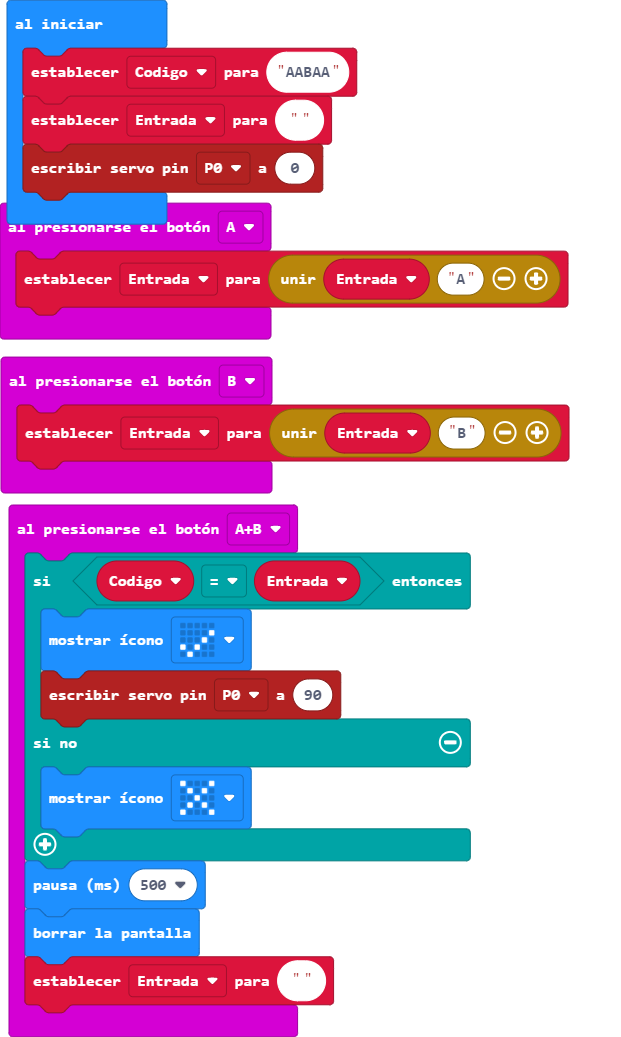 al iniciar
establecer Codigo para "AABAA"
establecer Entrada para " "
escribir servo pin P0 a 0
al presionarse el botón A
establecer Entrada para unir Entrada "A"
al presionarse el botón B
establecer Entrada para unir Entrada "B"
al presionarse el botón A+B
si Codigo = Entrada entonces
mostrar ícono
escribir servo pin P0 a 90
si no
mostrar ícono
pausa (ms) 500
borrar la pantalla
establecer Entrada para " "